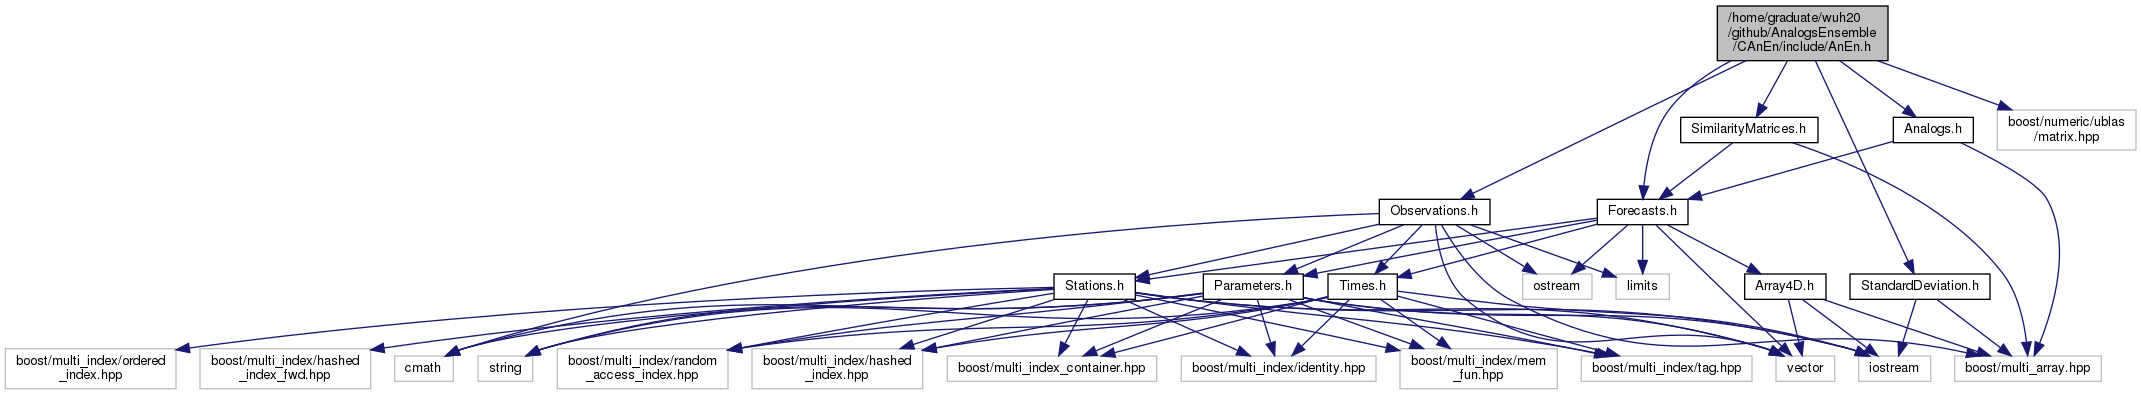 /home/graduate/wuh20
/github/AnalogsEnsemble
/CAnEn/include/AnEn.h
SimilarityMatrices.h
Analogs.h
boost/numeric/ublas
/matrix.hpp
Observations.h
Forecasts.h
Stations.h
Parameters.h
Times.h
ostream
limits
Array4D.h
StandardDeviation.h
boost/multi_index/ordered
_index.hpp
boost/multi_index/hashed
_index_fwd.hpp
cmath
string
boost/multi_index/random
_access_index.hpp
boost/multi_index/hashed
_index.hpp
boost/multi_index_container.hpp
boost/multi_index/identity.hpp
boost/multi_index/mem
_fun.hpp
boost/multi_index/tag.hpp
vector
iostream
boost/multi_array.hpp